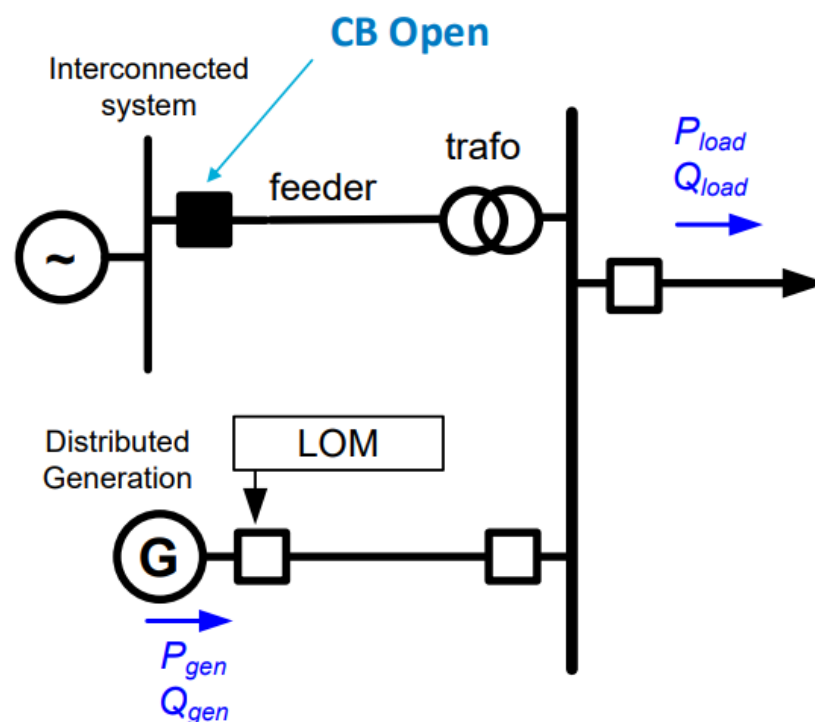 CB Open
Interconnected
system
feeder
trafo
P_load
Q_load
~
LOM
Distributed
Generation
G
P_gen
Q_gen